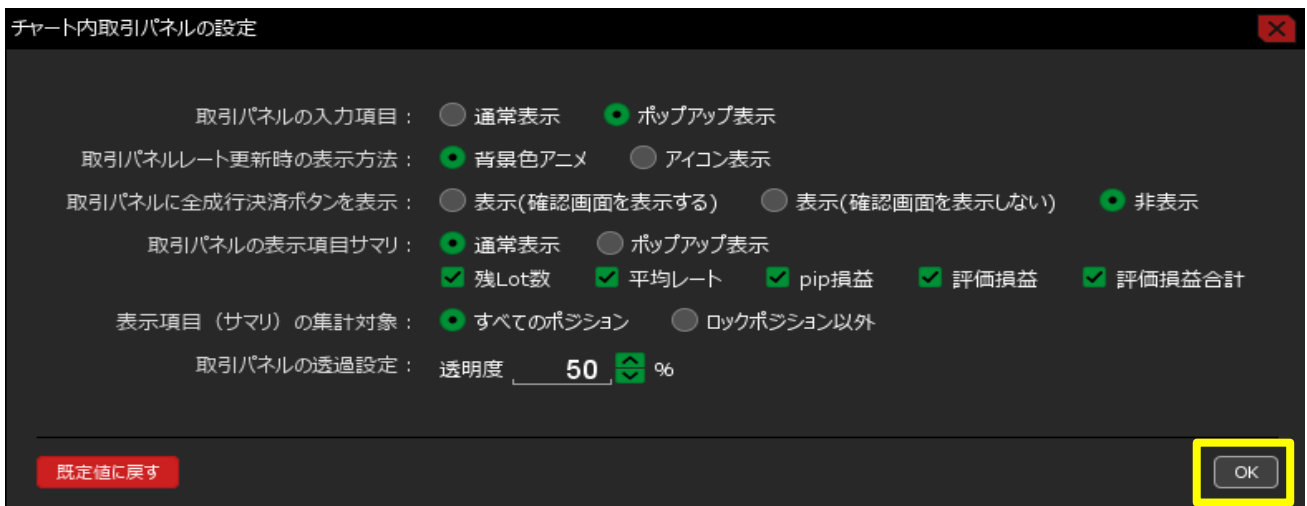 チャート内取引パネルの設定
取引パネルの入力項目： 通常表示 ポップアップ表示
取引パネルレート更新時の表示方法： 背景色アニメ アイコン表示
取引パネルに全成行決済ボタンを表示： 表示(確認画面を表示する) 表示(確認画面を表示しない) 非表示
取引パネルの表示項目サマリ： 通常表示 ポップアップ表示
残Lot数 平均レート pip損益 評価損益 評価損益合計
表示項目（サマリ）の集計対象： すべてのポジション ロックポジション以外
取引パネルの透過設定： 透明度 50 %
既定値に戻す OK